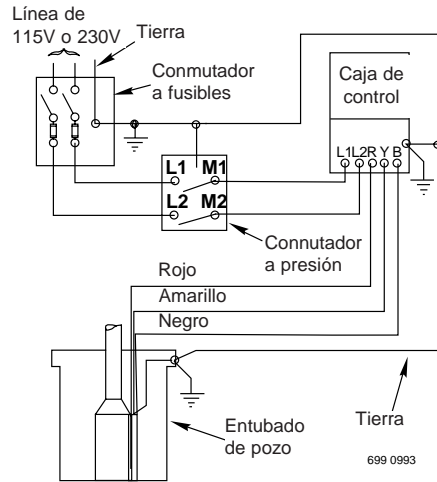 Línea de
115V o 230V
Tierra
Conmutador
a fusibles
Caja de
control
L1 L2 R Y B
L1 M1
L2 M2
Connutador
a presión
Rojo
Amarillo
Negro
Entubado
de pozo
Tierra
699 0993